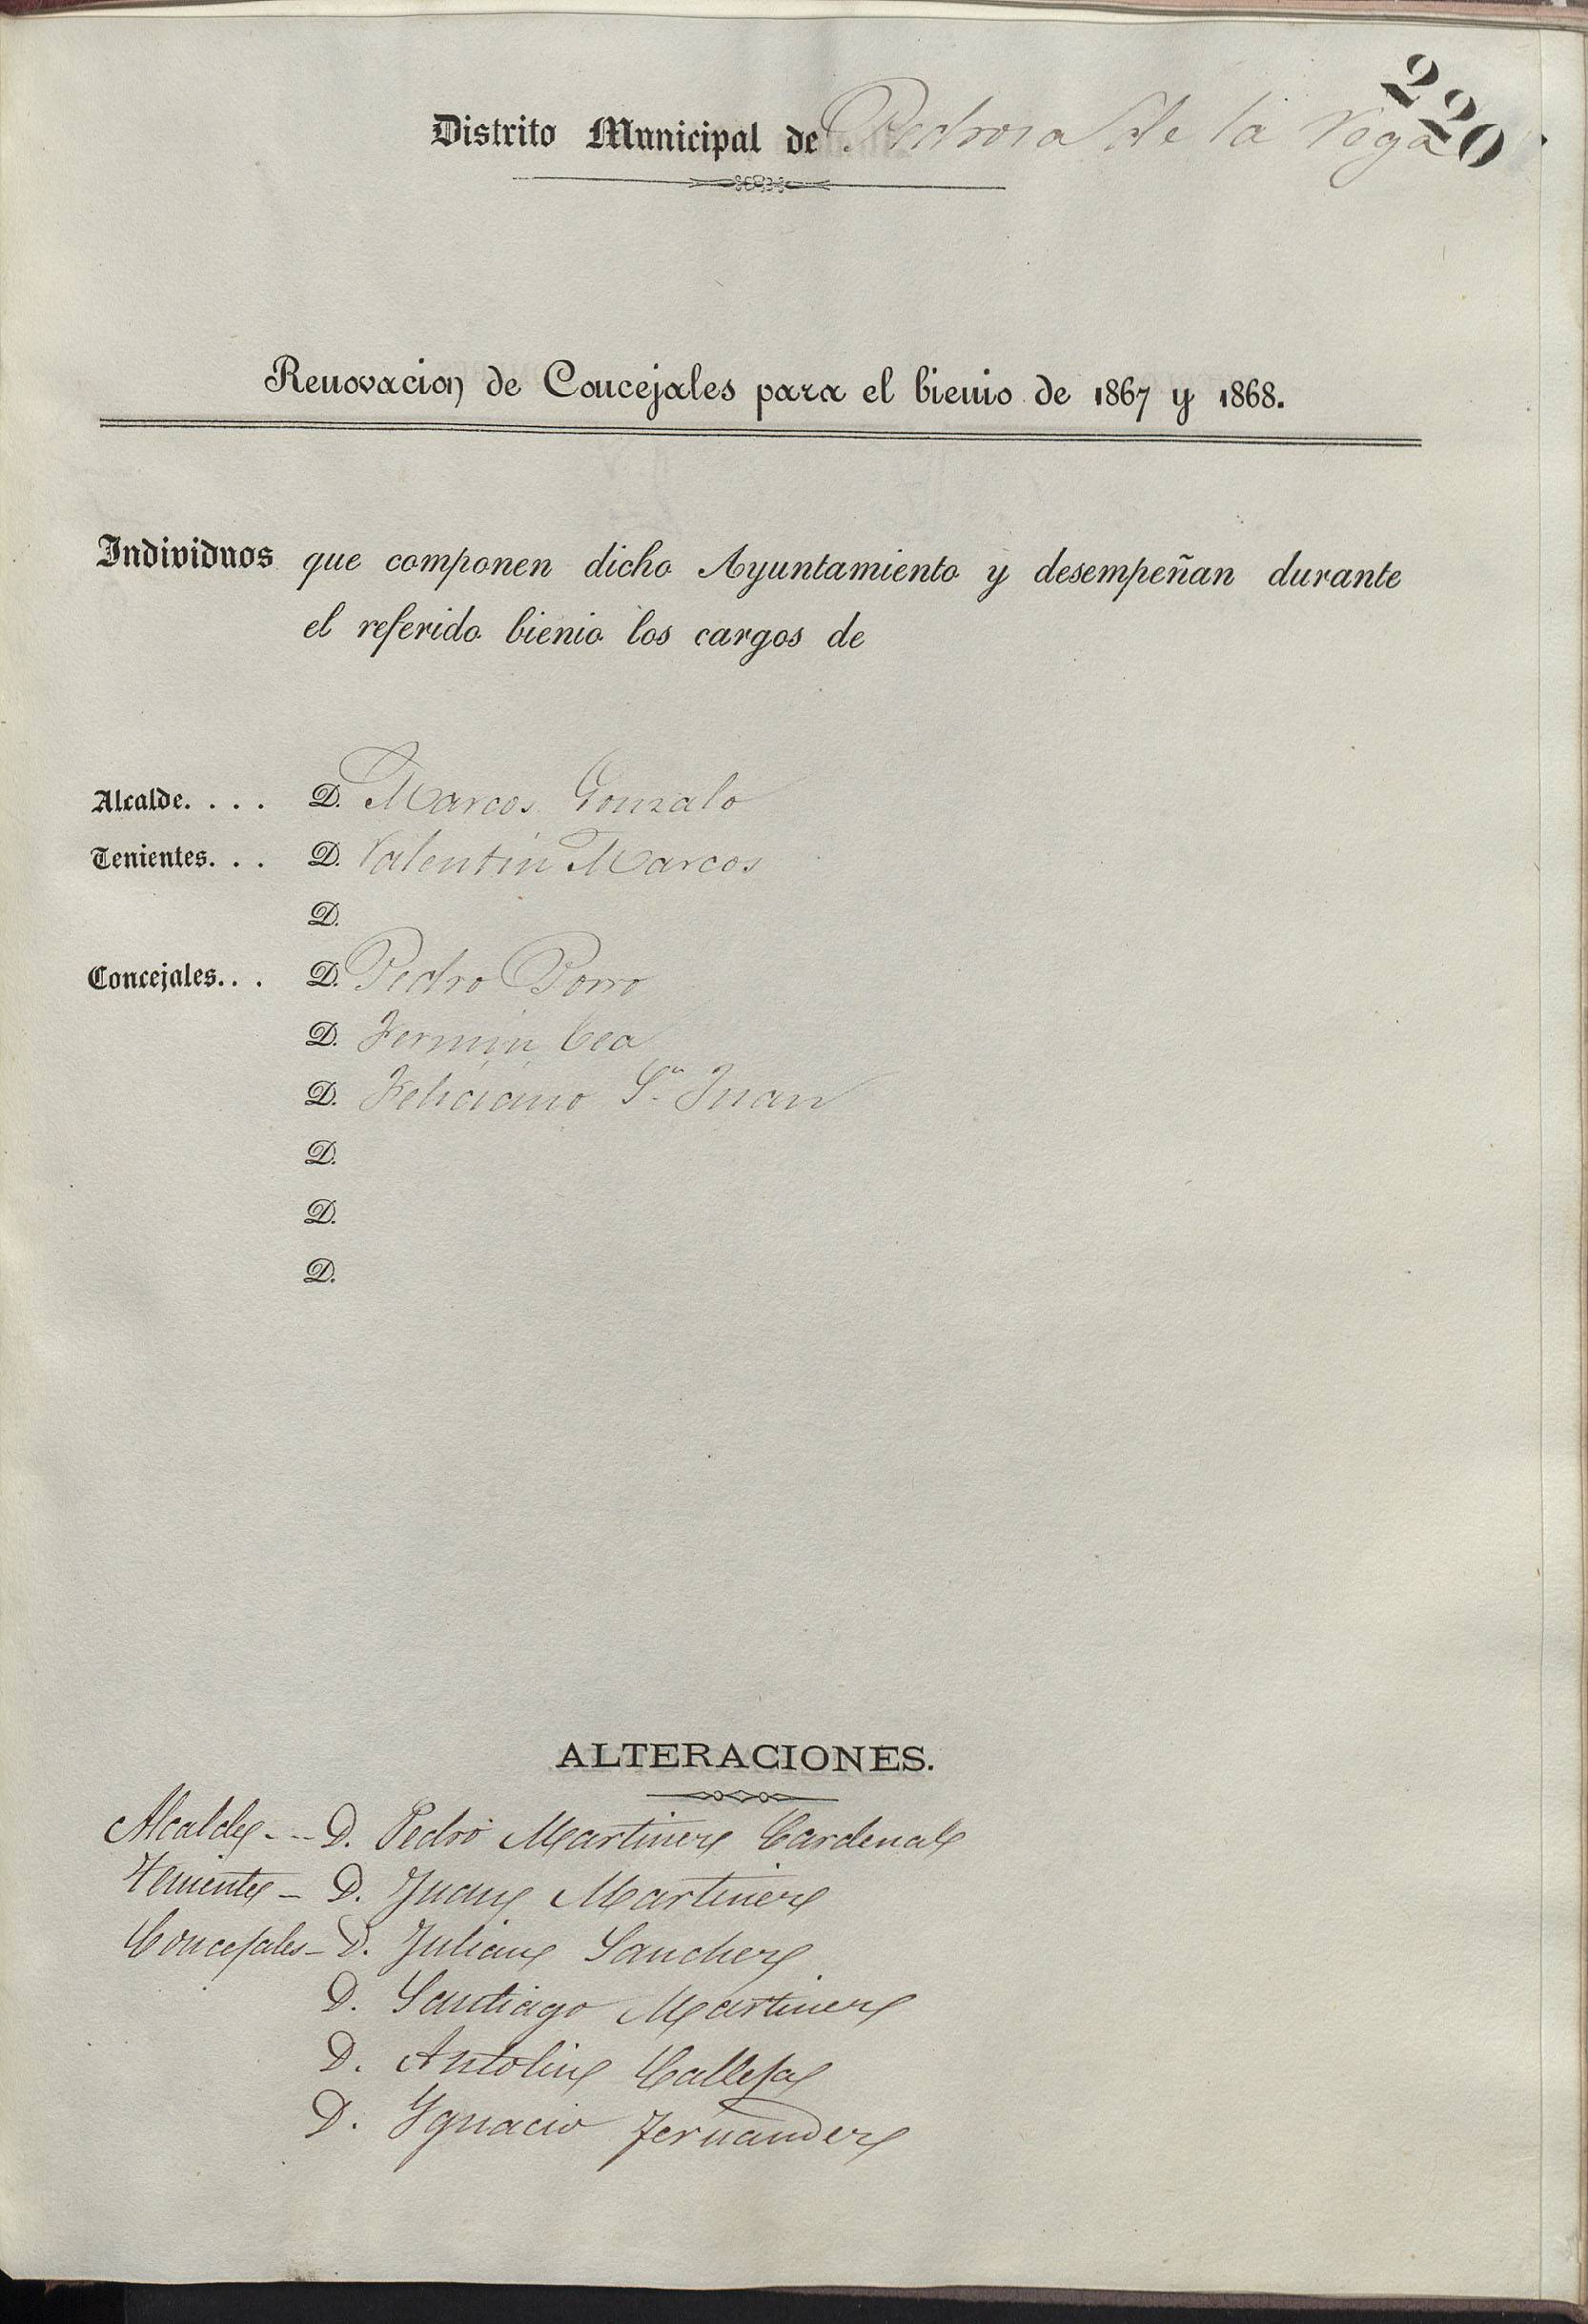 220
Distrito Municipal de Pedrosa de la Vega
Renovacion de Concejales para el bienio de 1867 y 1868.
Individuos que componen dicho Ayuntamiento y desempeñan durante
el referido bienio los cargos de
Alcalde. . . . D. Marcos Gonzalo
Tenientes. . . D. Valentin Marcos
D.
Concejales. . . D. Pedro Porro
D. Fermin Cea
D. Feliciano Sn. Juan
D.
D.
D.
ALTERACIONES.
Alcalde - - - D. Pedro Martinez Cardenal
Teniente - D. Juan Martinez
Concejales - D. Julian Sanchez
D. Santiago Martinez
D. Antolin Calleja
D. Ygnacio Fernandez